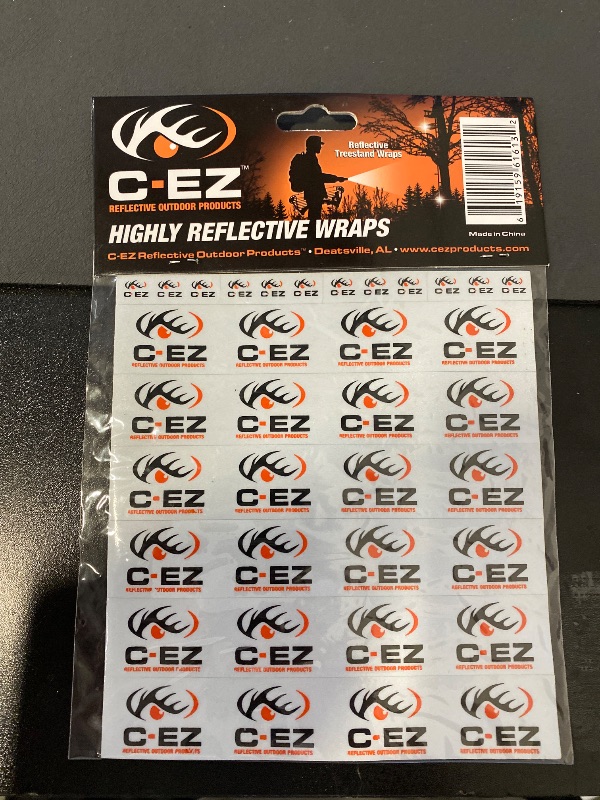 C-EZ™
REFLECTIVE OUTDOOR PRODUCTS
Reflective
Treestand Wraps
6 19159 61613 2
Made in China
HIGHLY REFLECTIVE WRAPS
C-EZ Reflective Outdoor Products™ • Deatsville, AL • www.cezproducts.com
C-EZ C-EZ C-EZ C-EZ C-EZ C-EZ C-EZ C-EZ C-EZ C-EZ C-EZ C-EZ
C-EZ C-EZ C-EZ C-EZ
REFLECTIVE OUTDOOR PRODUCTS REFLECTIVE OUTDOOR PRODUCTS REFLECTIVE OUTDOOR PRODUCTS REFLECTIVE OUTDOOR PRODUCTS
C-EZ C-EZ C-EZ C-EZ
REFLECTIVE OUTDOOR PRODUCTS REFLECTIVE OUTDOOR PRODUCTS REFLECTIVE OUTDOOR PRODUCTS REFLECTIVE OUTDOOR PRODUCTS
C-EZ C-EZ C-EZ C-EZ
REFLECTIVE OUTDOOR PRODUCTS REFLECTIVE OUTDOOR PRODUCTS REFLECTIVE OUTDOOR PRODUCTS REFLECTIVE OUTDOOR PRODUCTS
C-EZ C-EZ C-EZ C-EZ
REFLECTIVE OUTDOOR PRODUCTS REFLECTIVE OUTDOOR PRODUCTS REFLECTIVE OUTDOOR PRODUCTS REFLECTIVE OUTDOOR PRODUCTS
C-EZ C-EZ C-EZ C-EZ
REFLECTIVE OUTDOOR PRODUCTS REFLECTIVE OUTDOOR PRODUCTS REFLECTIVE OUTDOOR PRODUCTS REFLECTIVE OUTDOOR PRODUCTS
C-EZ C-EZ C-EZ C-EZ
REFLECTIVE OUTDOOR PRODUCTS REFLECTIVE OUTDOOR PRODUCTS REFLECTIVE OUTDOOR PRODUCTS REFLECTIVE OUTDOOR PRODUCTS